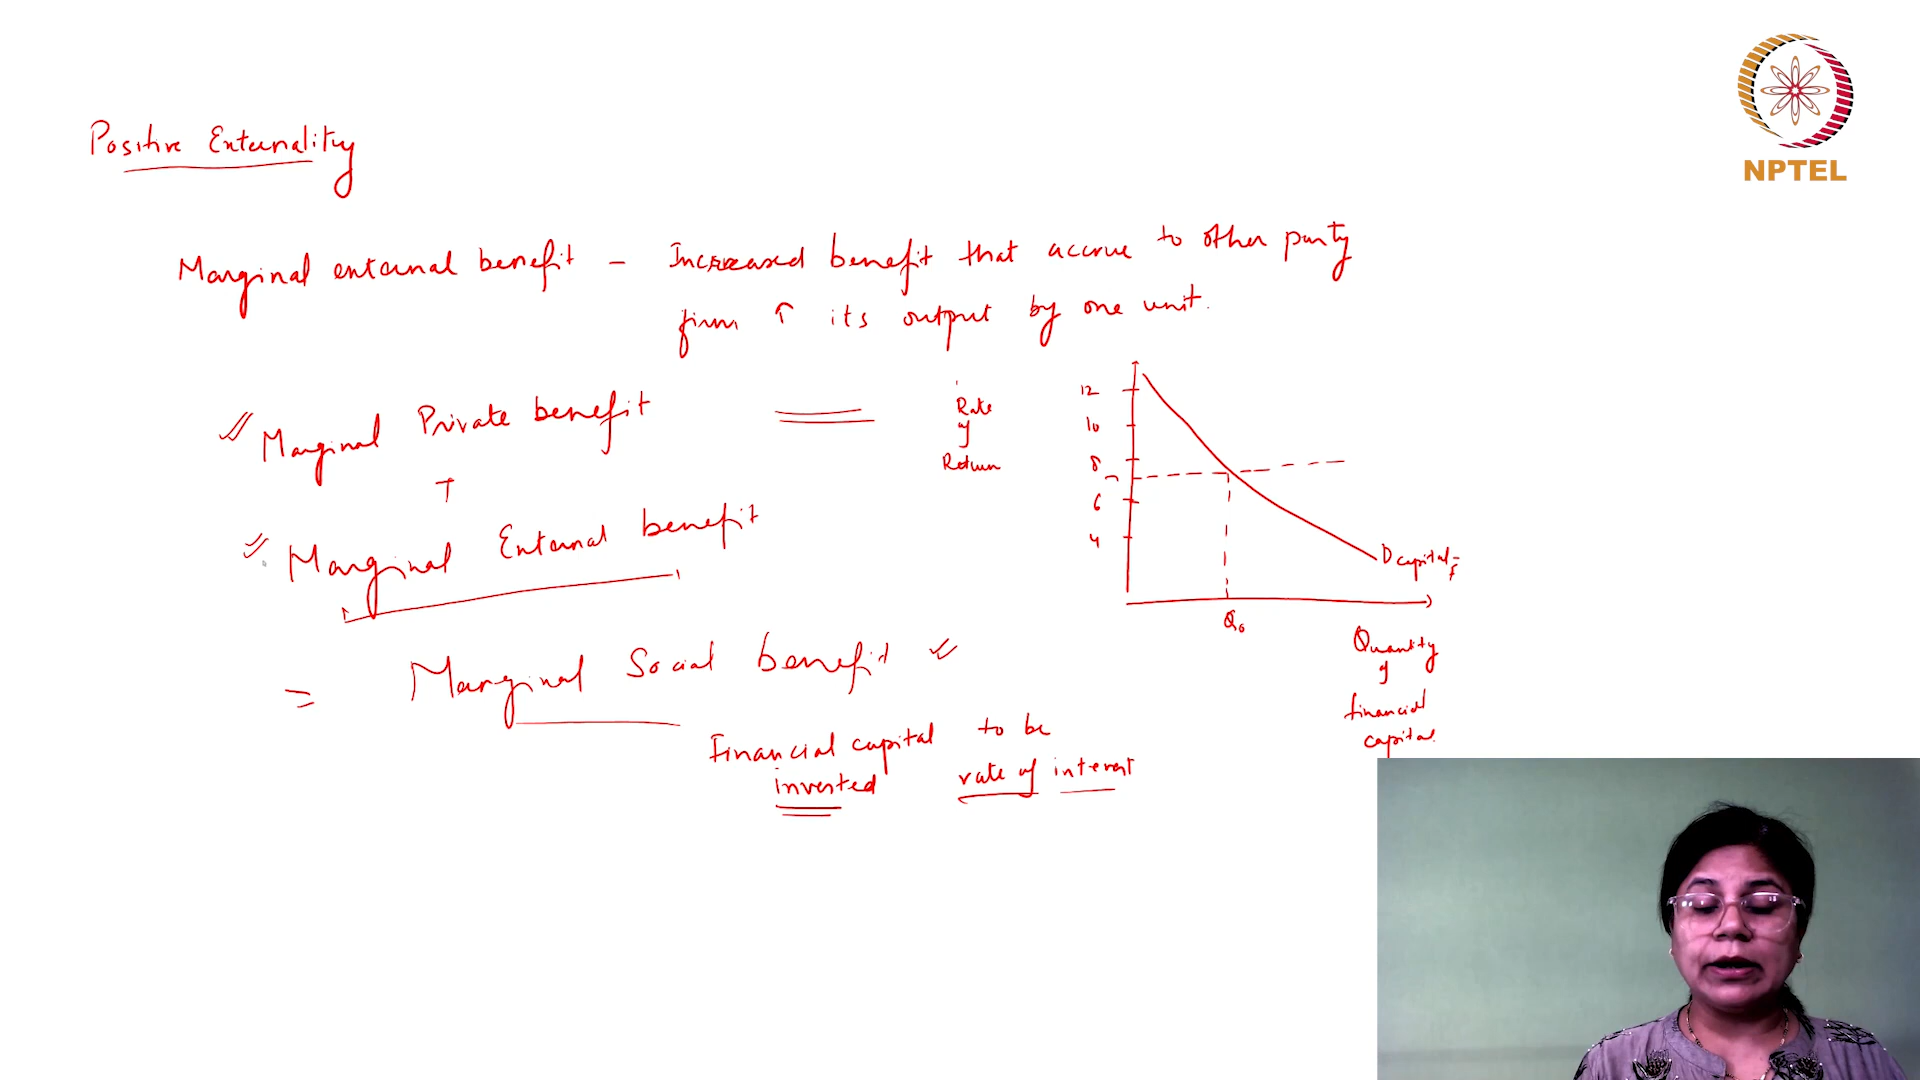 NPTEL
Positive Externality
Marginal external benefit - Increased benefit that accrue to other party
firm ↑ its output by one unit.
Marginal Private benefit
+
Marginal External benefit
= Marginal Social benefit
Financial capital to be
invested rate of interest
Rate
of
Return
12
10
8
6
4
D capital
Q₀
Quantity
of
financial
capital